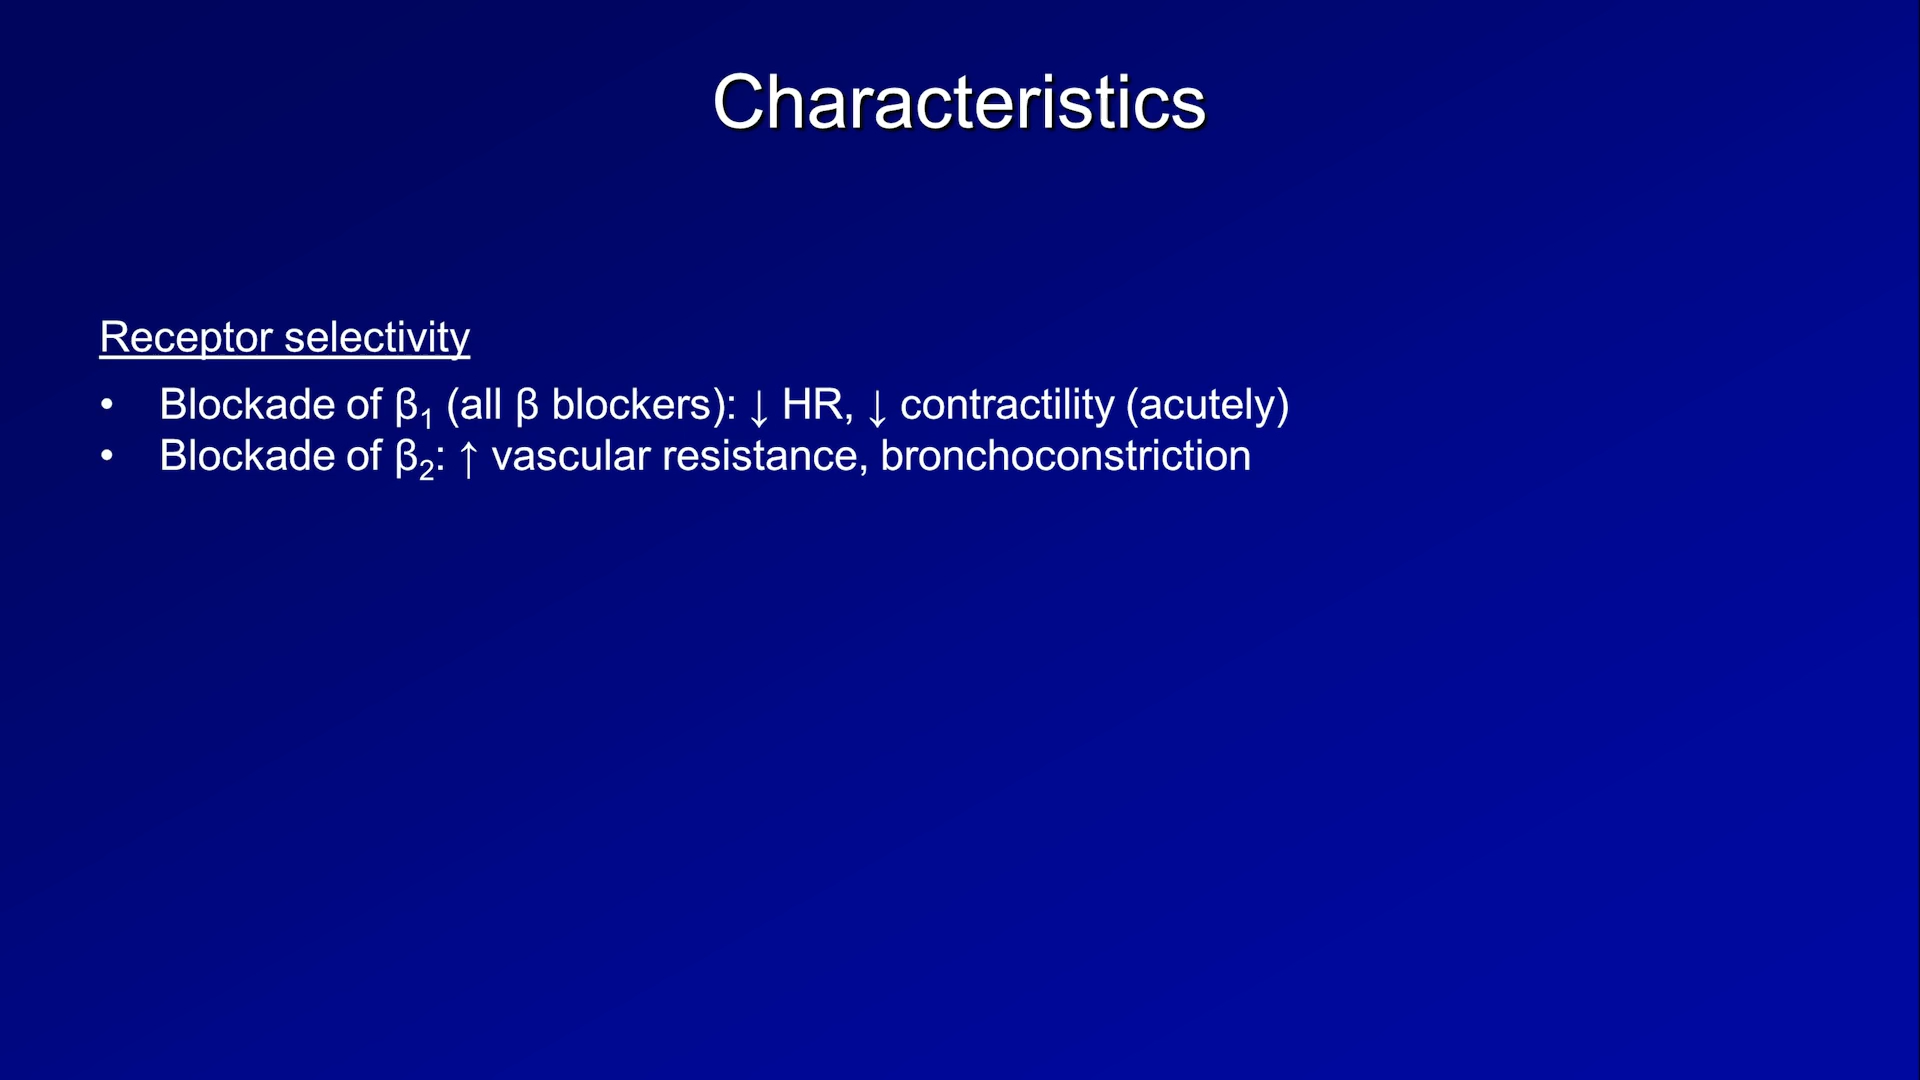 Characteristics
Receptor selectivity
• Blockade of β₁ (all β blockers): ↓ HR, ↓ contractility (acutely)
• Blockade of β₂: ↑ vascular resistance, bronchoconstriction